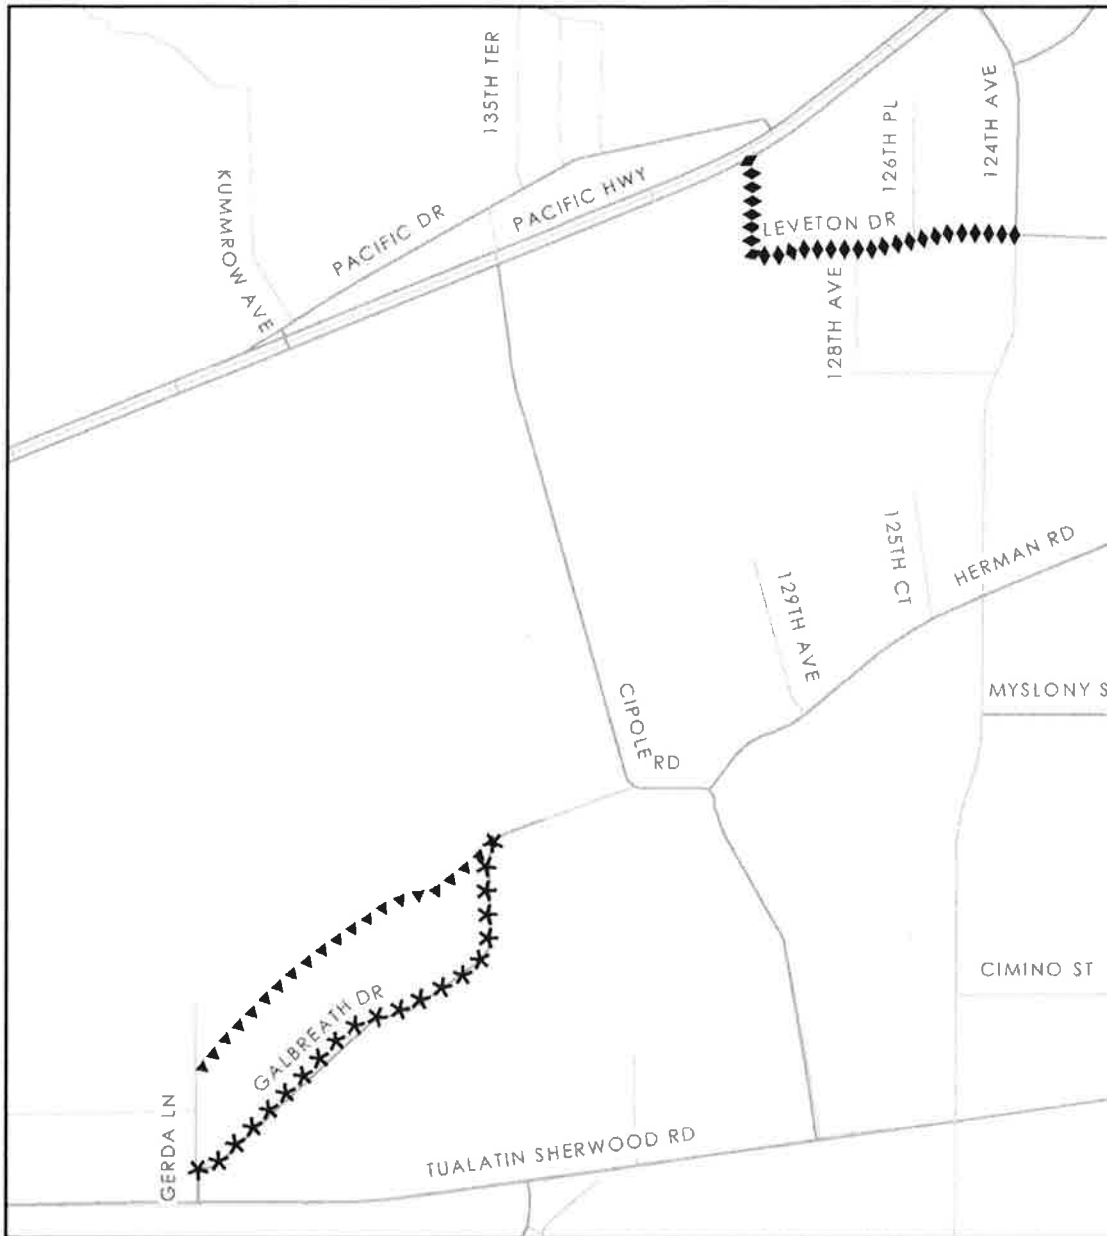 135TH TER
126TH PL
124TH AVE
KUMMROW AVE
PACIFIC DR
PACIFIC HWY
LEVETON DR
128TH AVE
125TH CT
HERMAN RD
129TH AVE
CIPOLE RD
MYSLONY S
CIMINO ST
GALBREATH DR
GERDA LN
TUALATIN SHERWOOD RD